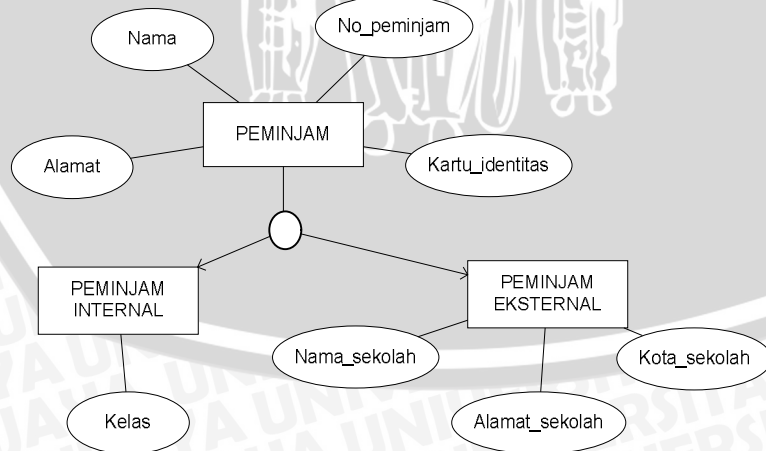 Nama
No_peminjam
PEMINJAM
Alamat
Kartu_identitas
PEMINJAM
INTERNAL
PEMINJAM
EKSTERNAL
Nama_sekolah
Kota_sekolah
Kelas
Alamat_sekolah